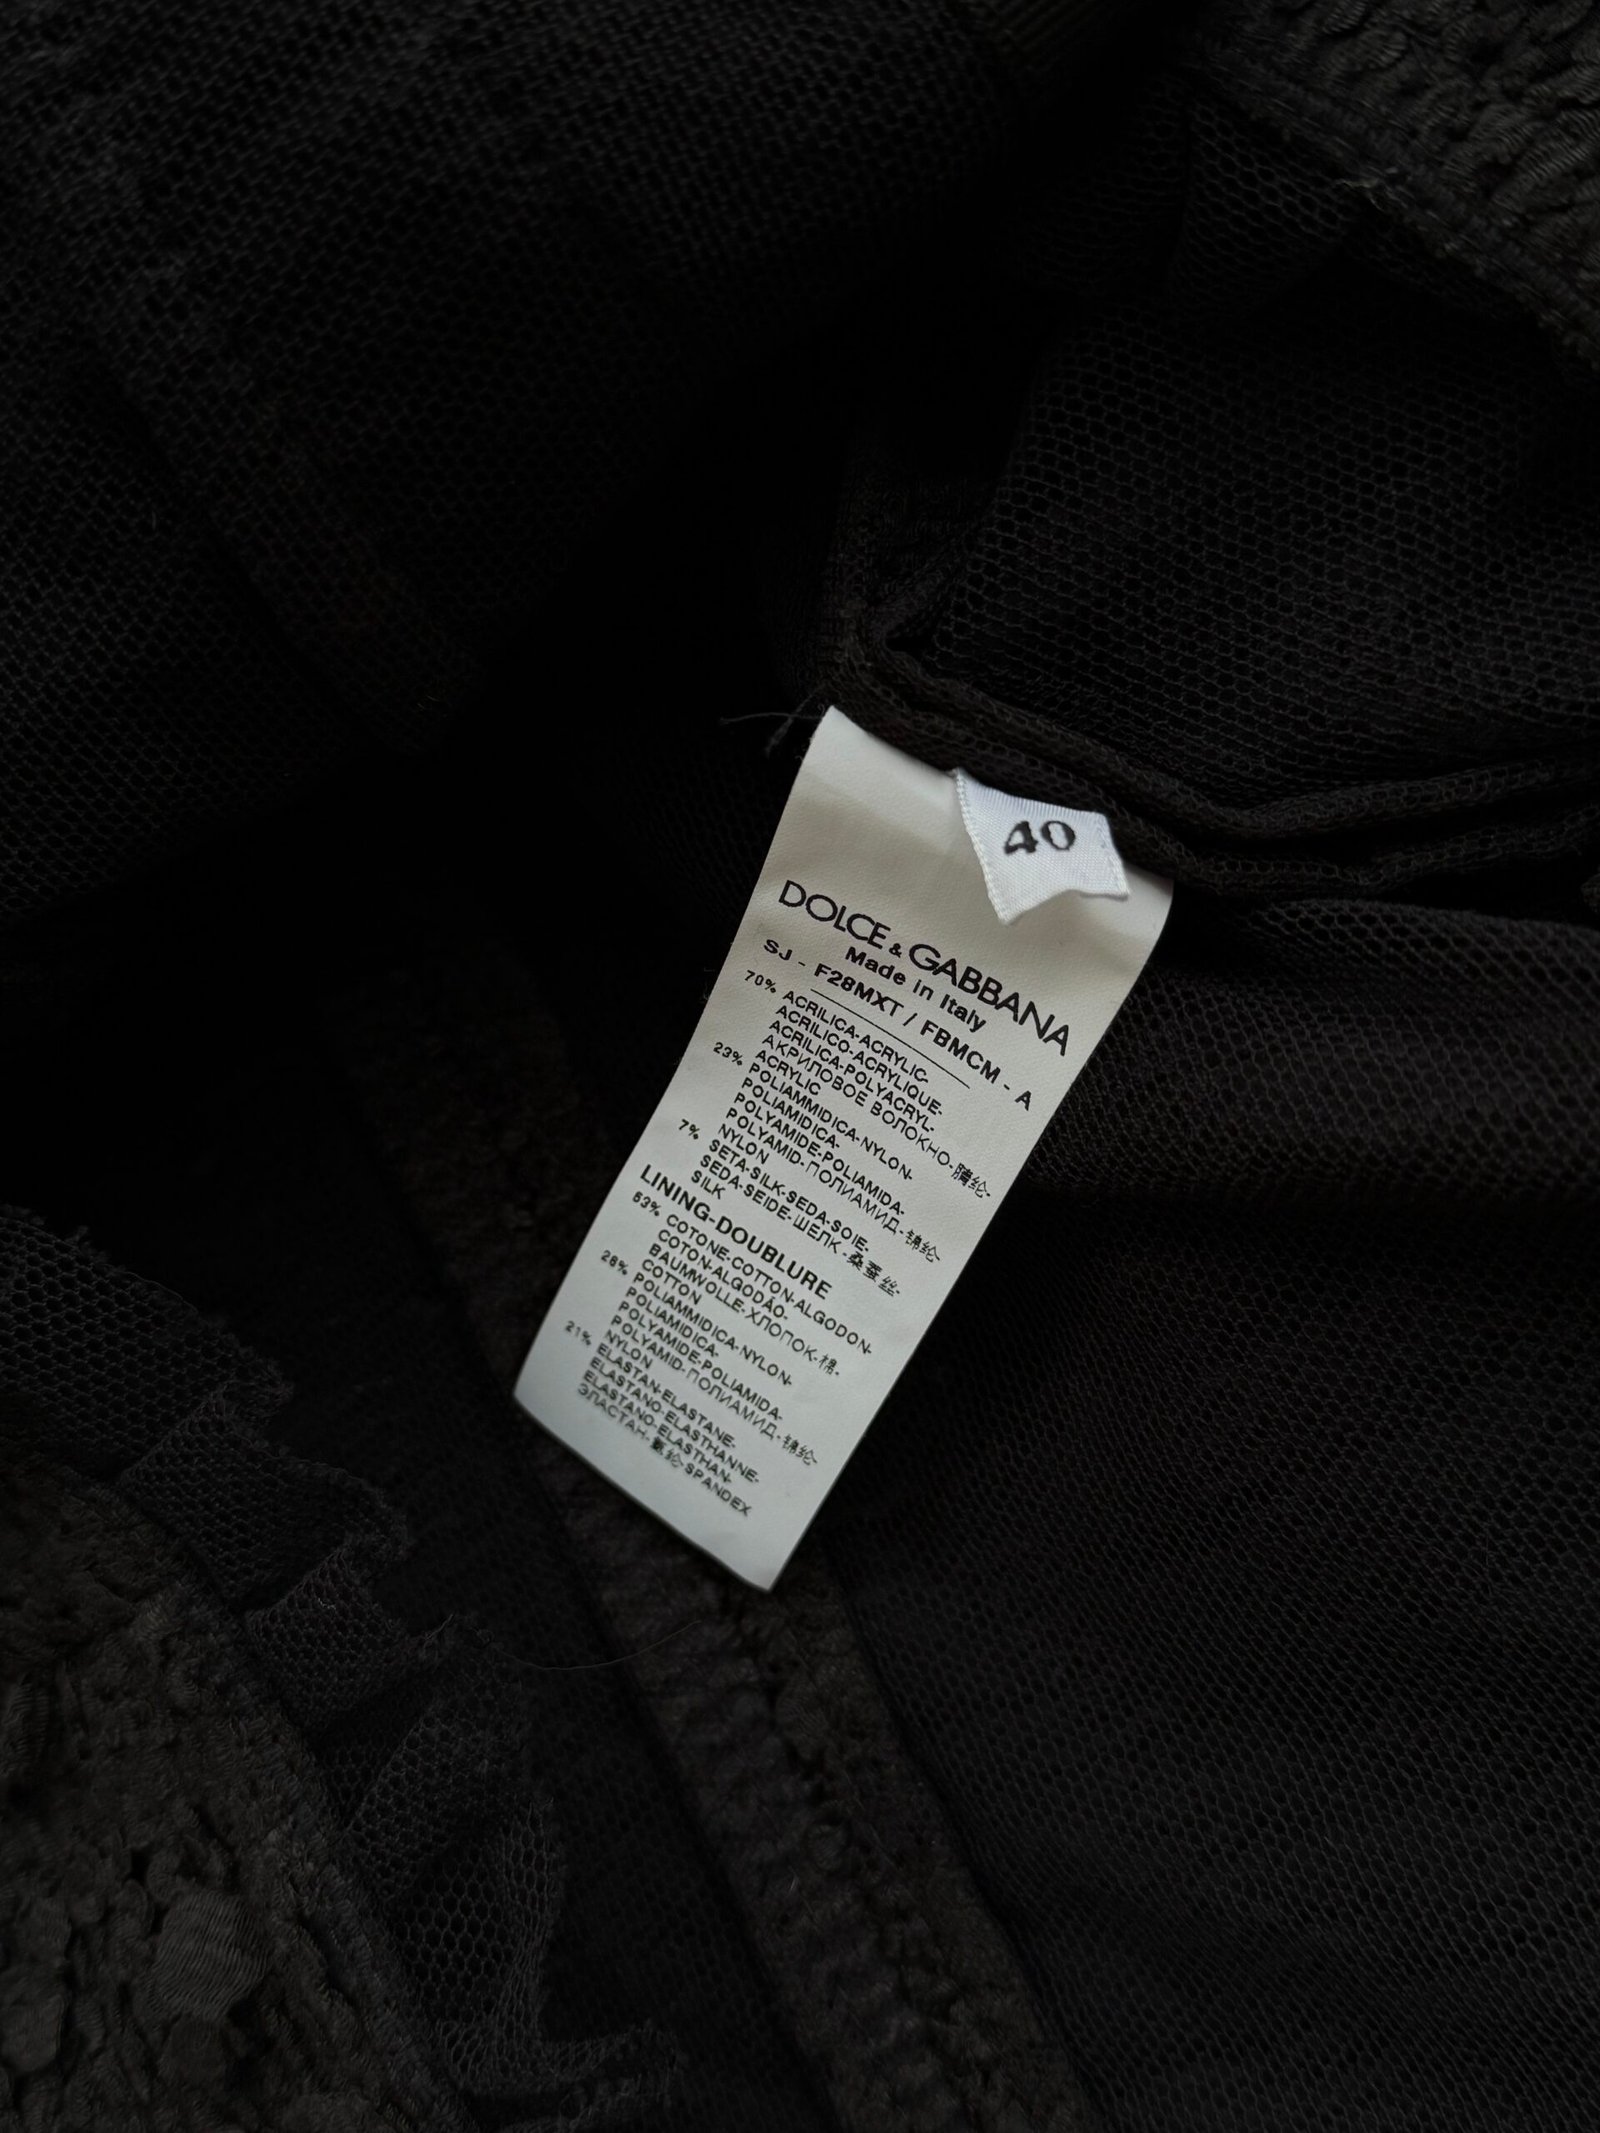 40
DOLCE & GABBANA
Made in Italy
SJ - F28MXT / FBMCM - A
70% ACRILICA-ACRYLIC-
ACRILICO-ACRYLIQUE-
ACRILICA-POLYACRYL-
АКРИЛОВОЕ ВОЛОКНО-腈纶-
ACRYLIC
23% POLIAMMIDICA-NYLON-
POLIAMIDICA-
POLYAMIDE-POLIAMIDA-
POLYAMID-ПОЛИАМИД-锦纶-
NYLON
7% SETA-SILK-SEDA-SOIE-
SEDA-SEIDE-ШЕЛК-桑蚕丝-
SILK
LINING-DOUBLURE
COTONE-COTTON-ALGODON-
COTON-ALGODÃO-
BAUMWOLLE-ХЛОПОК-棉-
COTTON
26% POLIAMMIDICA-NYLON-
POLIAMIDICA-
POLYAMIDE-POLIAMIDA-
POLYAMID-ПОЛИАМИД-锦纶-
NYLON
21% ELASTAN-ELASTANE-
ELASTANO-ELASTHANNE-
ELASTANO-ELASTHAN-
ЭЛАСТАН-氨纶-SPANDEX